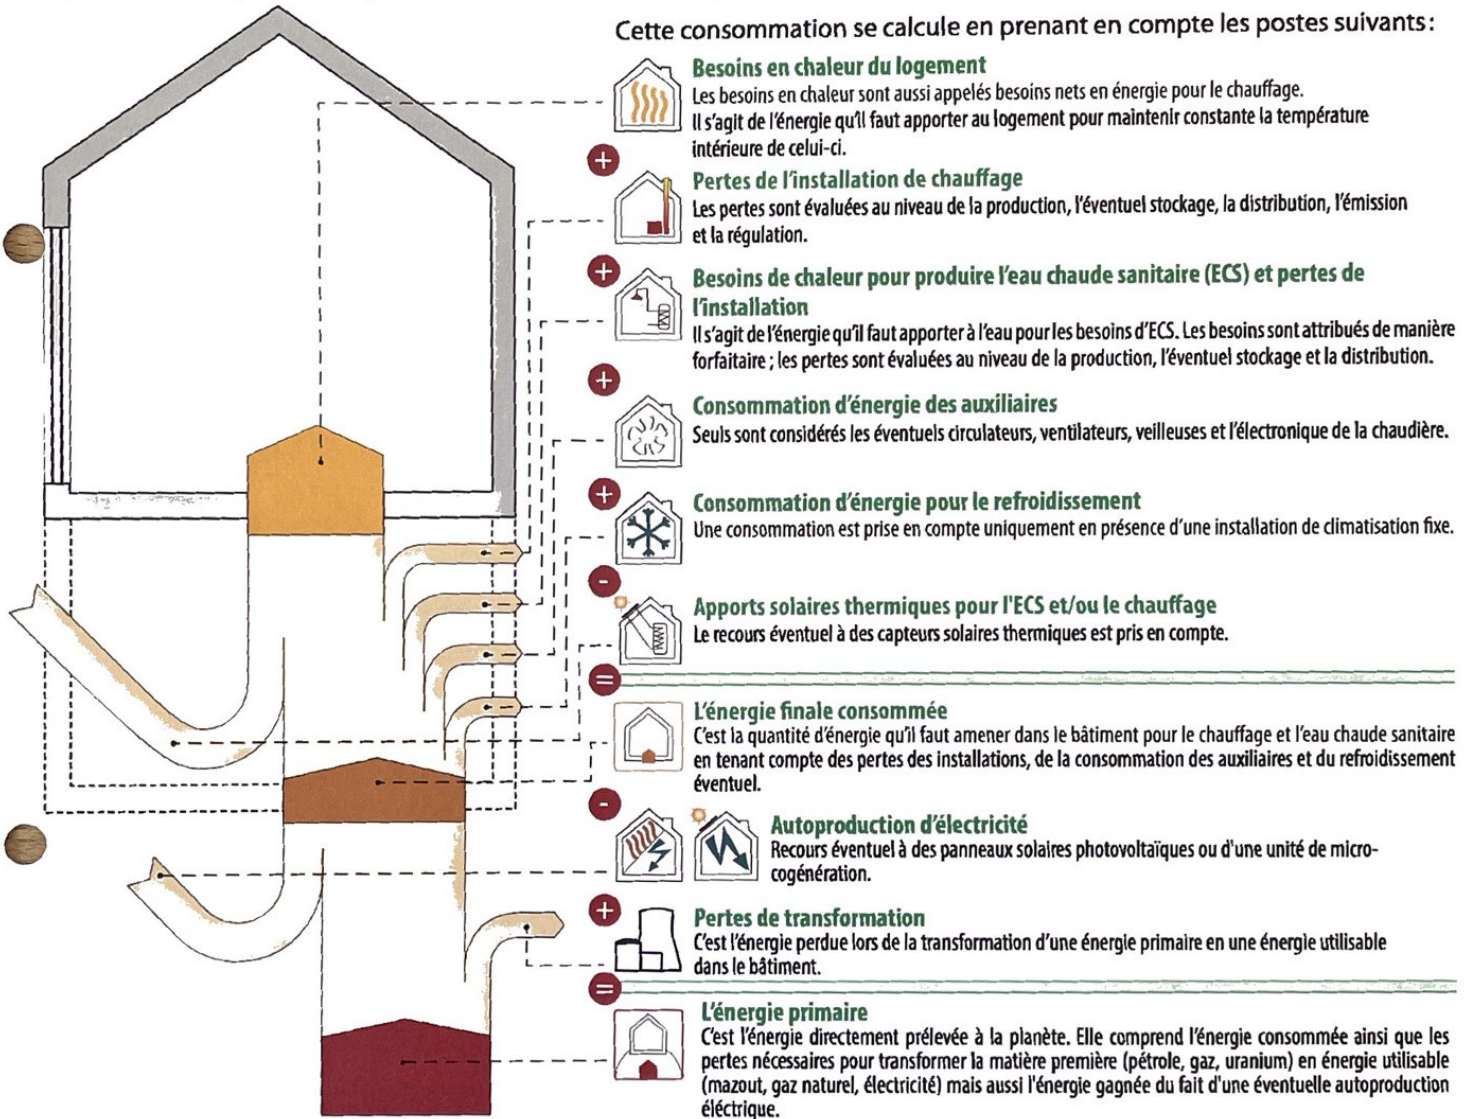 Cette consommation se calcule en prenant en compte les postes suivants :
Besoins en chaleur du logement
Les besoins en chaleur sont aussi appelés besoins nets en énergie pour le chauffage.
Il s'agit de l'énergie qu'il faut apporter au logement pour maintenir constante la température
intérieure de celui-ci.
+
Pertes de l'installation de chauffage
Les pertes sont évaluées au niveau de la production, l'éventuel stockage, la distribution, l'émission
et la régulation.
+
Besoins de chaleur pour produire l'eau chaude sanitaire (ECS) et pertes de
l'installation
Il s'agit de l'énergie qu'il faut apporter à l'eau pour les besoins d'ECS. Les besoins sont attribués de manière
forfaitaire ; les pertes sont évaluées au niveau de la production, l'éventuel stockage et la distribution.
+
Consommation d'énergie des auxiliaires
Seuls sont considérés les éventuels circulateurs, ventilateurs, veilleuses et l'électronique de la chaudière.
+
Consommation d'énergie pour le refroidissement
Une consommation est prise en compte uniquement en présence d'une installation de climatisation fixe.
-
Apports solaires thermiques pour l'ECS et/ou le chauffage
Le recours éventuel à des capteurs solaires thermiques est pris en compte.
=
L'énergie finale consommée
C'est la quantité d'énergie qu'il faut amener dans le bâtiment pour le chauffage et l'eau chaude sanitaire
en tenant compte des pertes des installations, de la consommation des auxiliaires et du refroidissement
éventuel.
-
Autoproduction d'électricité
Recours éventuel à des panneaux solaires photovoltaïques ou d'une unité de micro-
cogénération.
+
Pertes de transformation
C'est l'énergie perdue lors de la transformation d'une énergie primaire en une énergie utilisable
dans le bâtiment.
=
L'énergie primaire
C'est l'énergie directement prélevée à la planète. Elle comprend l'énergie consommée ainsi que les
pertes nécessaires pour transformer la matière première (pétrole, gaz, uranium) en énergie utilisable
(mazout, gaz naturel, électricité) mais aussi l'énergie gagnée du fait d'une éventuelle autoproduction
éléctrique.